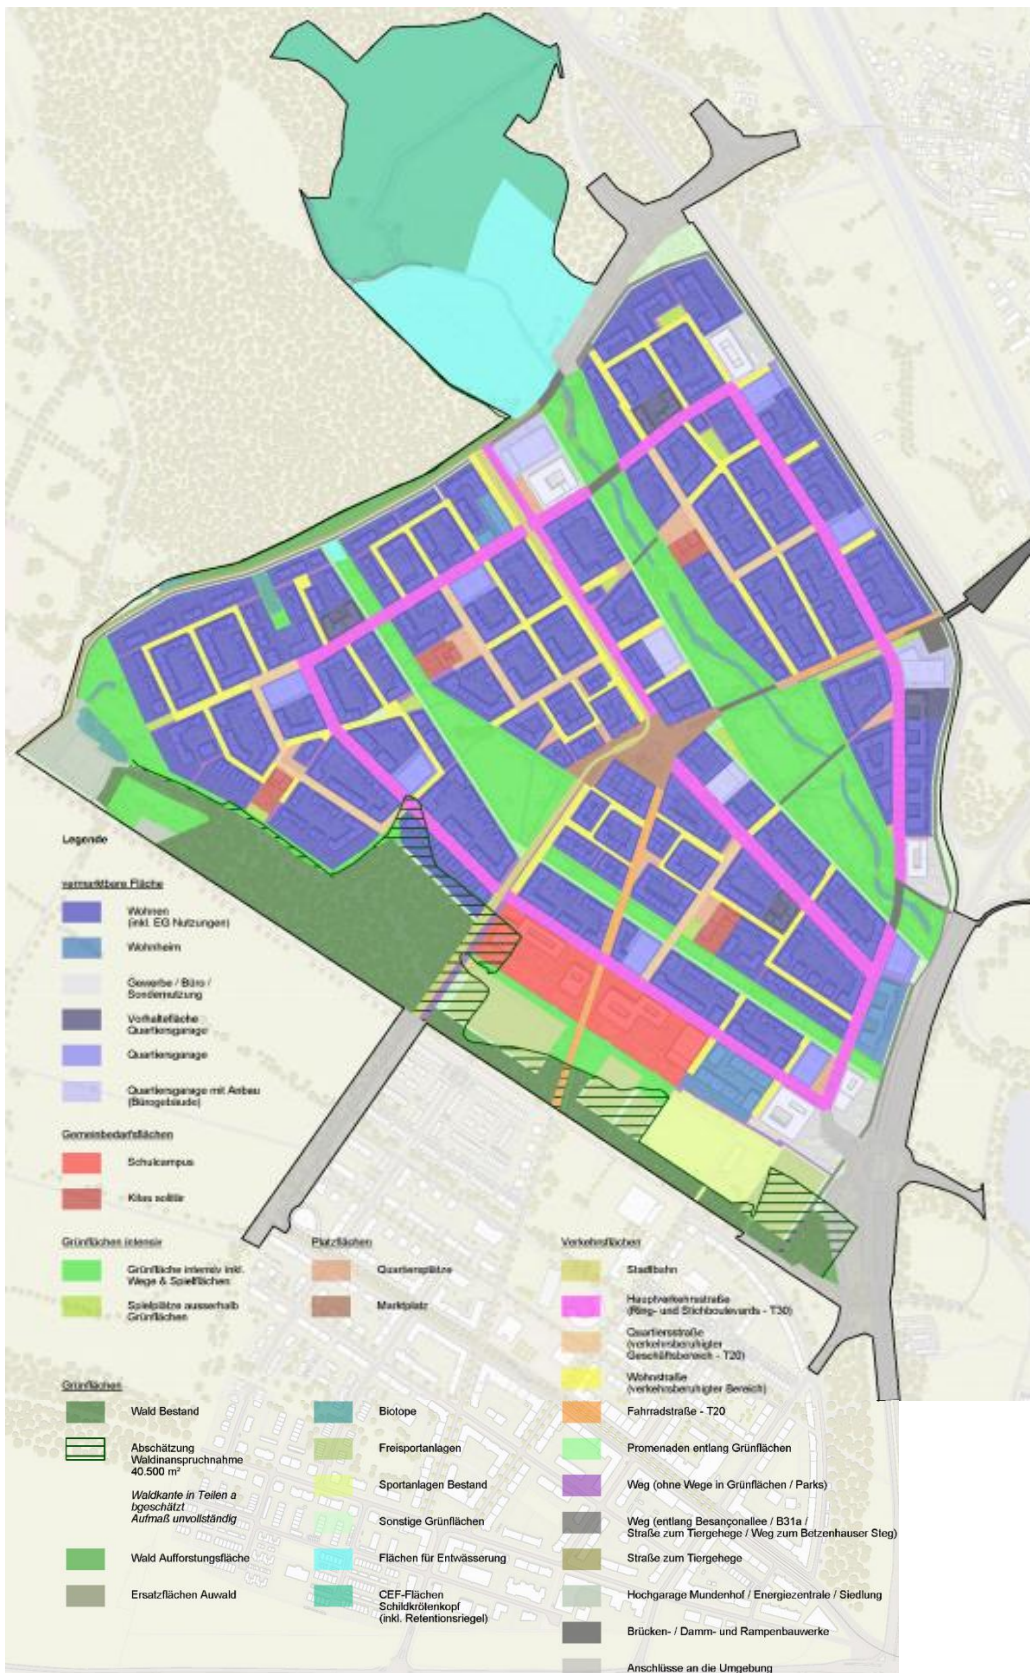 Legende
vermarktbare Fläche
Wohnen
(inkl. EG Nutzungen)
Wohnheim
Gewerbe / Büro /
Sondernutzung
Vorhaltefläche
Quartiersgarage
Quartiersgarage
Quartiersgarage mit Anbau
(Bürogebäude)
Gemeinbedarfsflächen
Schulcampus
Kitas solitär
Grünflächen intensiv
Grünfläche intensiv inkl.
Wege & Spielflächen
Spielplätze ausserhalb
Grünflächen
Grünflächen
Wald Bestand
Abschätzung
Waldinanspruchnahme
40.500 m²
Waldkante in Teilen a
bgeschätzt
Aufmaß unvollständig
Wald Aufforstungsfläche
Ersatzflächen Auwald
Platzflächen
Quartiersplätze
Marktplatz
Biotope
Freisportanlagen
Sportanlagen Bestand
Sonstige Grünflächen
Flächen für Entwässerung
CEF-Flächen
Schildkrötenkopf
(inkl. Retentionsriegel)
Verkehrsflächen
Stadtbahn
Hauptverkehrsstraße
(Ring- und Stichboulevards - T30)
Quartiersstraße
(verkehrsberuhigter
Geschäftsbereich - T20)
Wohnstraße
(verkehrsberuhigter Bereich)
Fahrradstraße - T20
Promenaden entlang Grünflächen
Weg (ohne Wege in Grünflächen / Parks)
Weg (entlang Besançonallee / B31a /
Straße zum Tiergehege / Weg zum Betzenhauser Steg)
Straße zum Tiergehege
Hochgarage Mundenhof / Energiezentrale / Siedlung
Brücken- / Damm- und Rampenbauwerke
Anschlüsse an die Umgebung